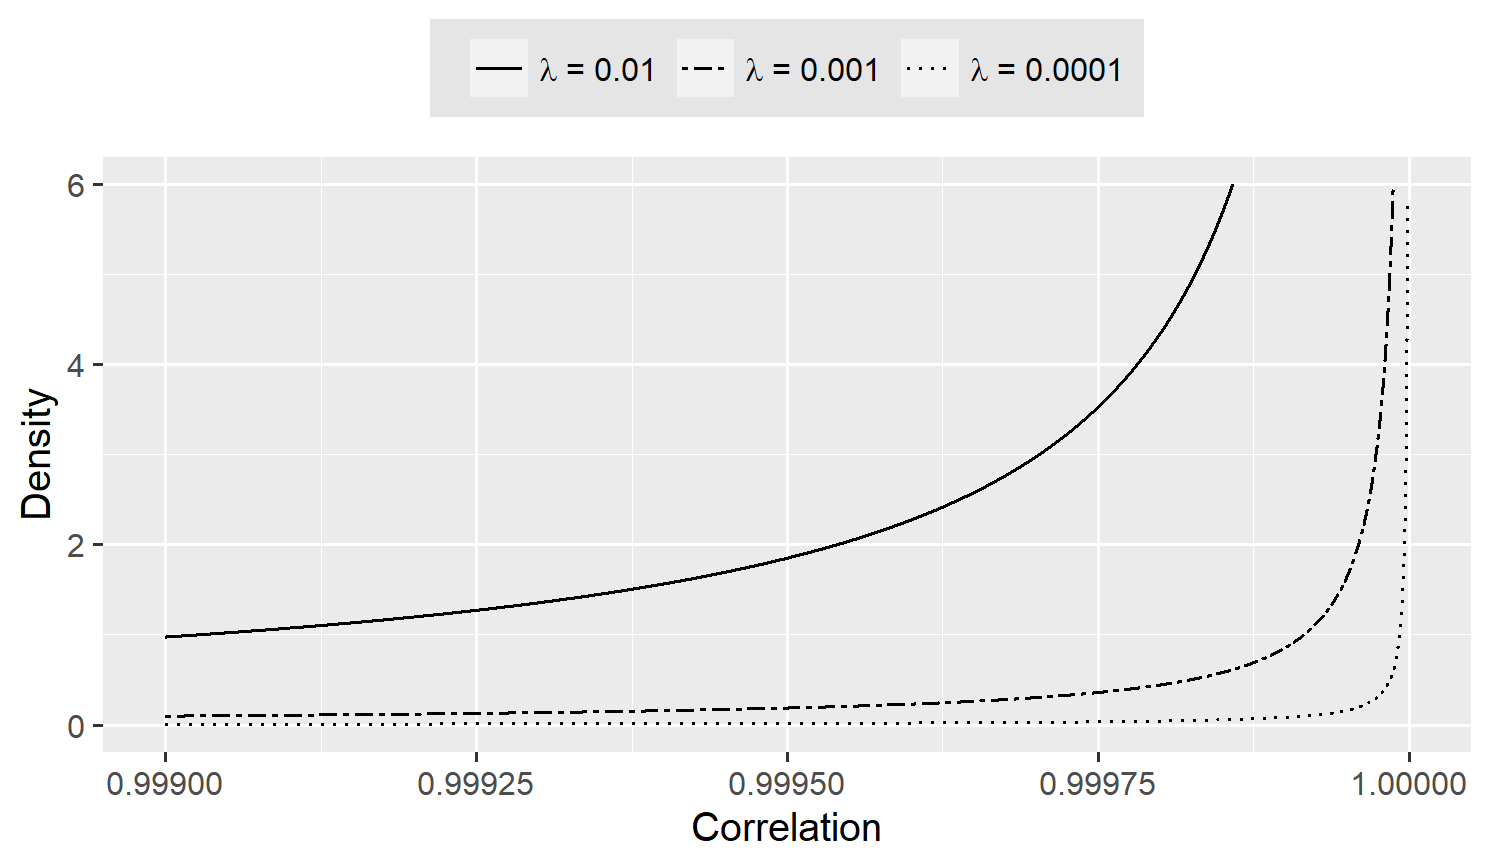 λ = 0.01 λ = 0.001 λ = 0.0001
6
4
2
0
Density
0.99900 0.99925 0.99950 0.99975 1.00000
Correlation